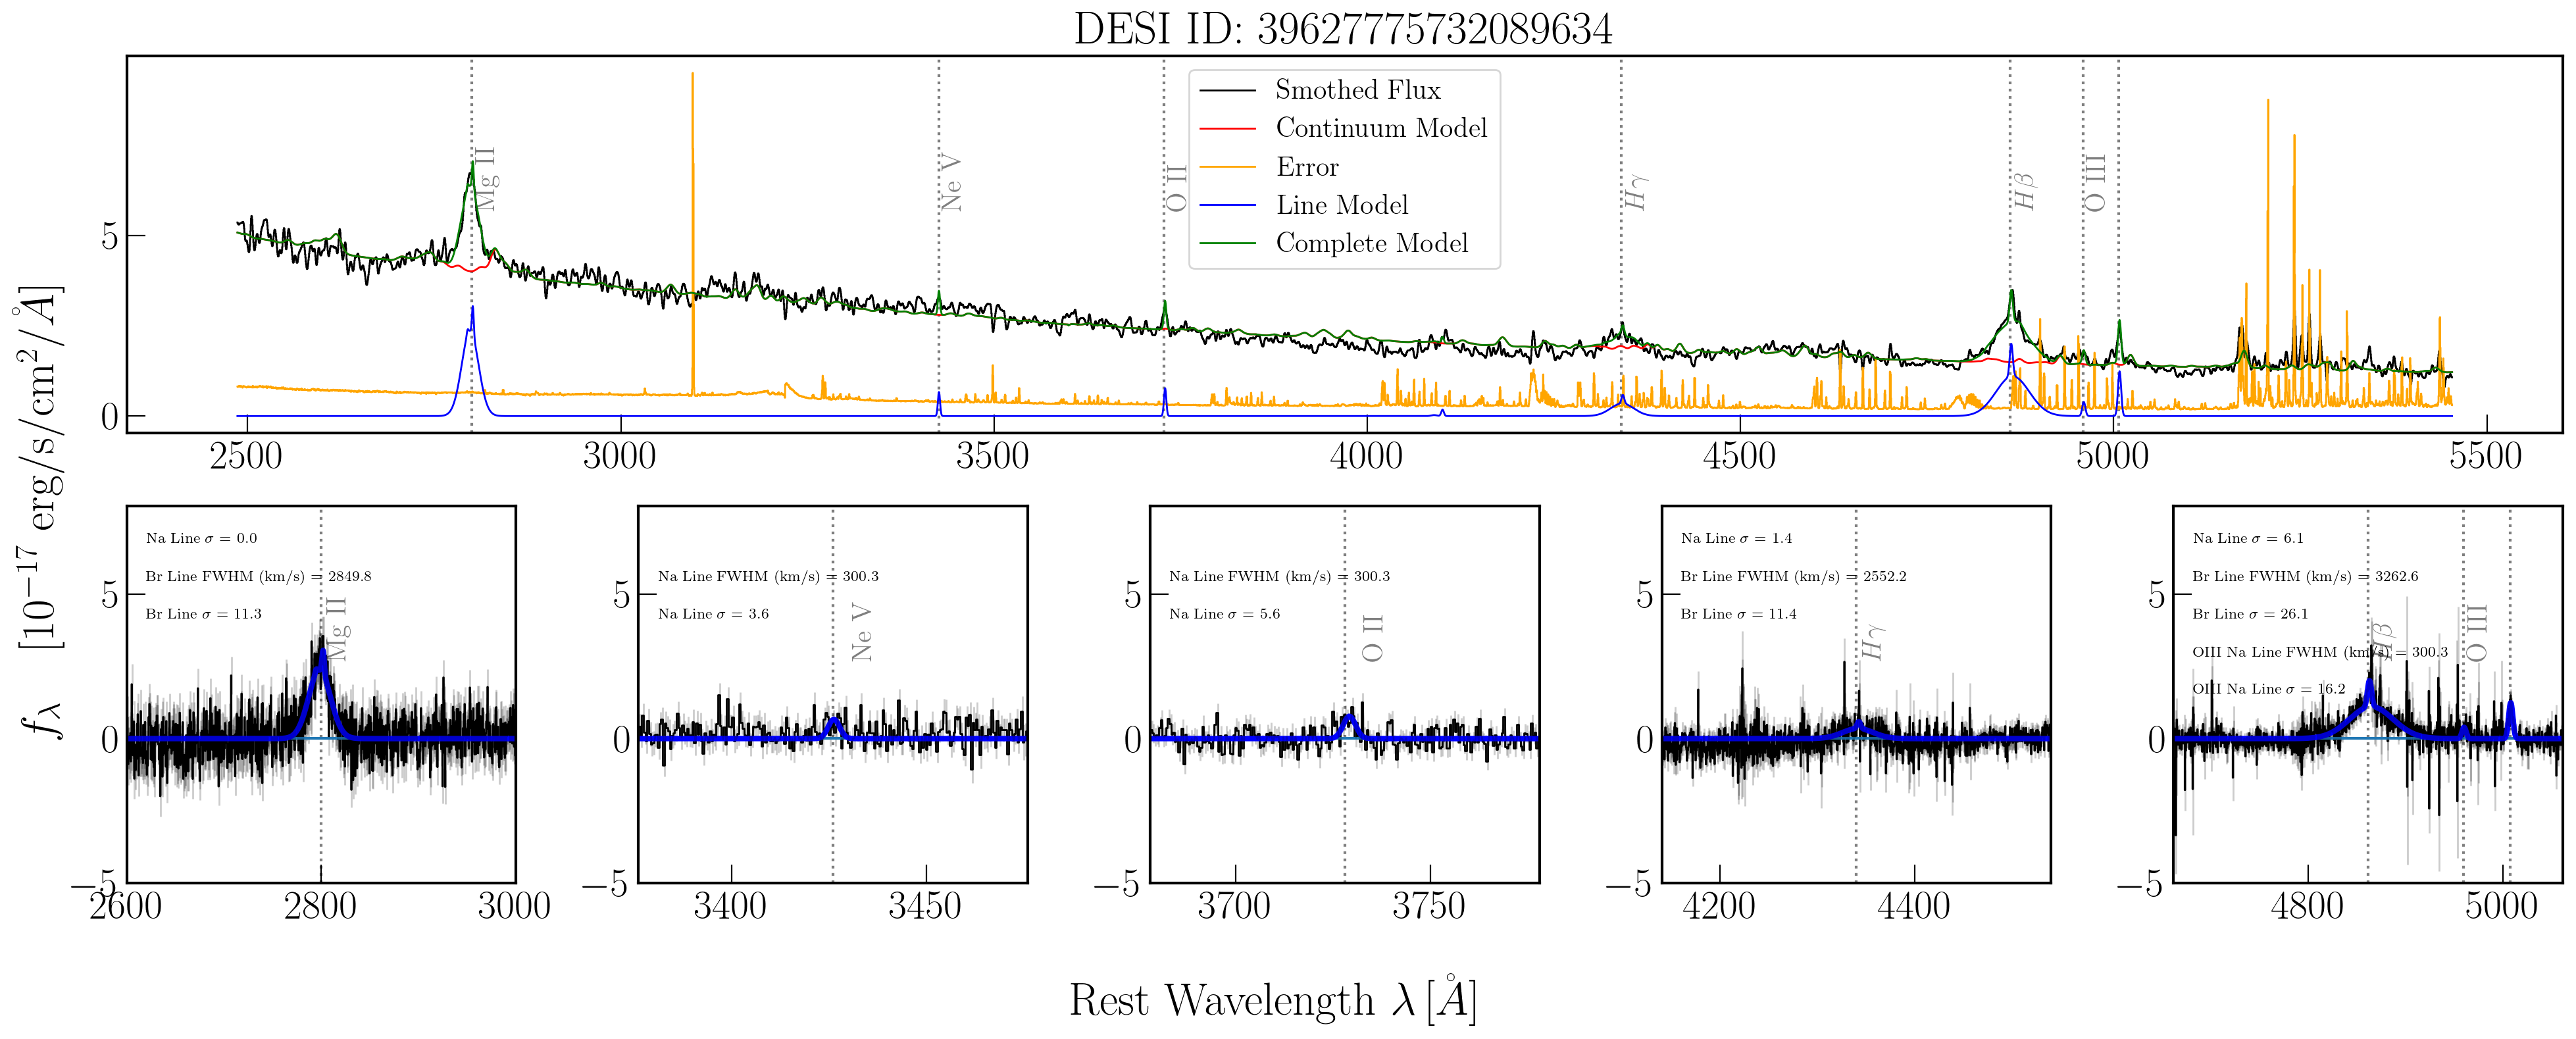 DESI ID: 39627775732089634
Smothed Flux
Continuum Model
Error
Line Model
Complete Model
Mg II
Ne V
O II
Hγ
Hβ
O III
5
0
2500 3000 3500 4000 4500 5000 5500
fλ [10−17 erg/s/cm2/Å]
Na Line σ = 0.0
Br Line FWHM (km/s) = 2849.8
Br Line σ = 11.3
Mg II
5
0
−5
2600 2800 3000
Na Line FWHM (km/s) = 300.3
Na Line σ = 3.6
Ne V
5
0
−5
3400 3450
Na Line FWHM (km/s) = 300.3
Na Line σ = 5.6
O II
5
0
−5
3700 3750
Na Line σ = 1.4
Br Line FWHM (km/s) = 2552.2
Br Line σ = 11.4
Hγ
5
0
−5
4200 4400
Na Line σ = 6.1
Br Line FWHM (km/s) = 3262.6
Br Line σ = 26.1
OIII Na Line FWHM (km/s) = 300.3
OIII Na Line σ = 16.2
Hβ
O III
5
0
−5
4800 5000
Rest Wavelength λ [Å]